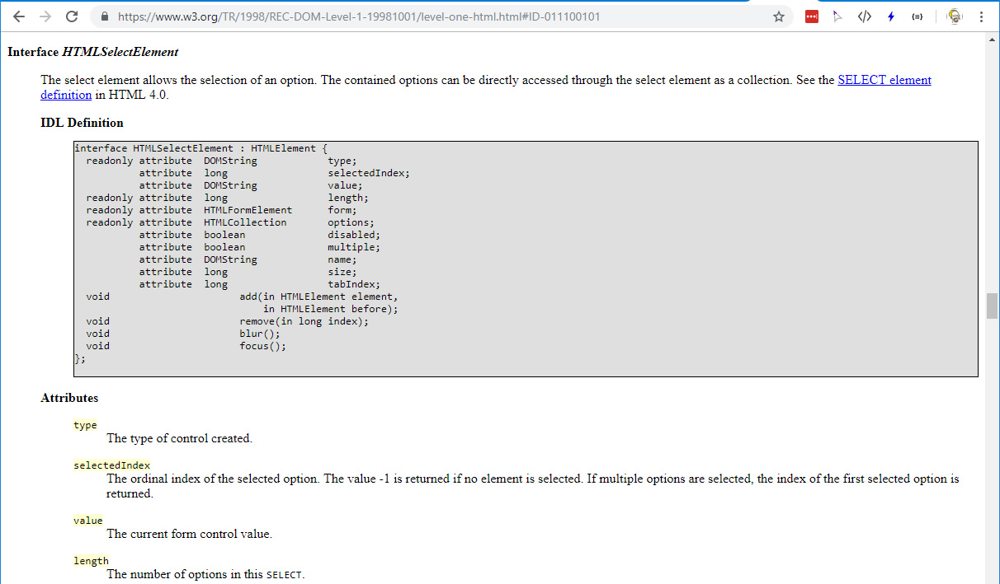 https://www.w3.org/TR/1998/REC-DOM-Level-1-19981001/level-one-html.html#ID-011100101
Interface HTMLSelectElement
The select element allows the selection of an option. The contained options can be directly accessed through the select element as a collection. See the SELECT element
definition in HTML 4.0.
IDL Definition
interface HTMLSelectElement : HTMLElement {
  readonly attribute  DOMString            type;
           attribute  long                 selectedIndex;
           attribute  DOMString            value;
  readonly attribute  long                 length;
  readonly attribute  HTMLFormElement      form;
  readonly attribute  HTMLCollection       options;
           attribute  boolean              disabled;
           attribute  boolean              multiple;
           attribute  DOMString            name;
           attribute  long                 size;
           attribute  long                 tabIndex;
  void                      add(in HTMLElement element,
                                in HTMLElement before);
  void                      remove(in long index);
  void                      blur();
  void                      focus();
};
Attributes
type
The type of control created.
selectedIndex
The ordinal index of the selected option. The value -1 is returned if no element is selected. If multiple options are selected, the index of the first selected option is
returned.
value
The current form control value.
length
The number of options in this SELECT.